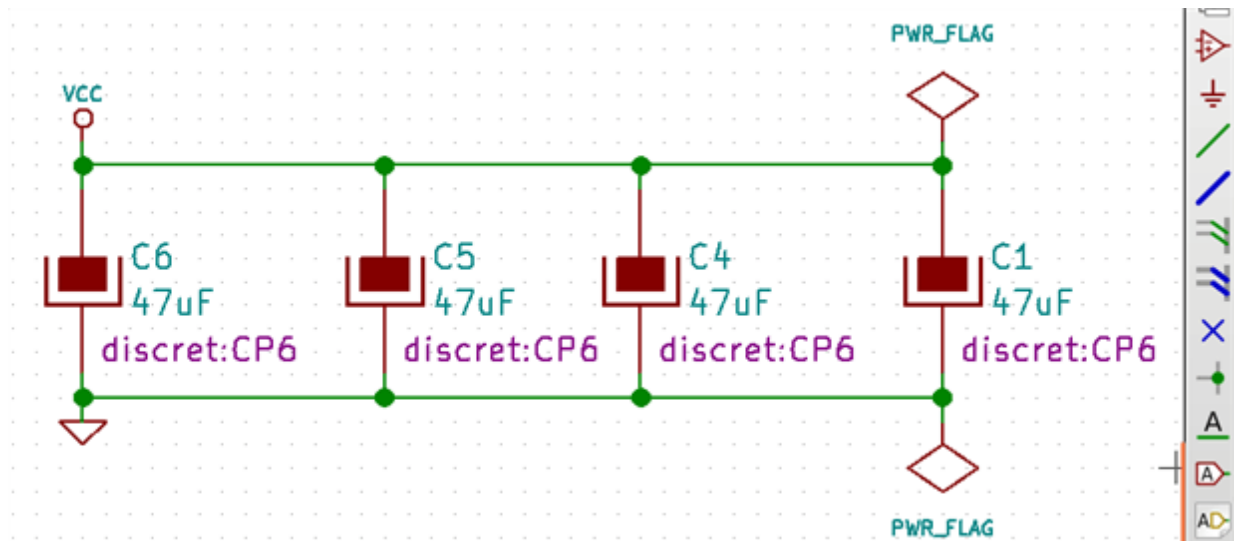 PWR_FLAG
VCC
C6
47uF
discret:CP6
C5
47uF
discret:CP6
C4
47uF
discret:CP6
C1
47uF
discret:CP6
PWR_FLAG
A
A
AD